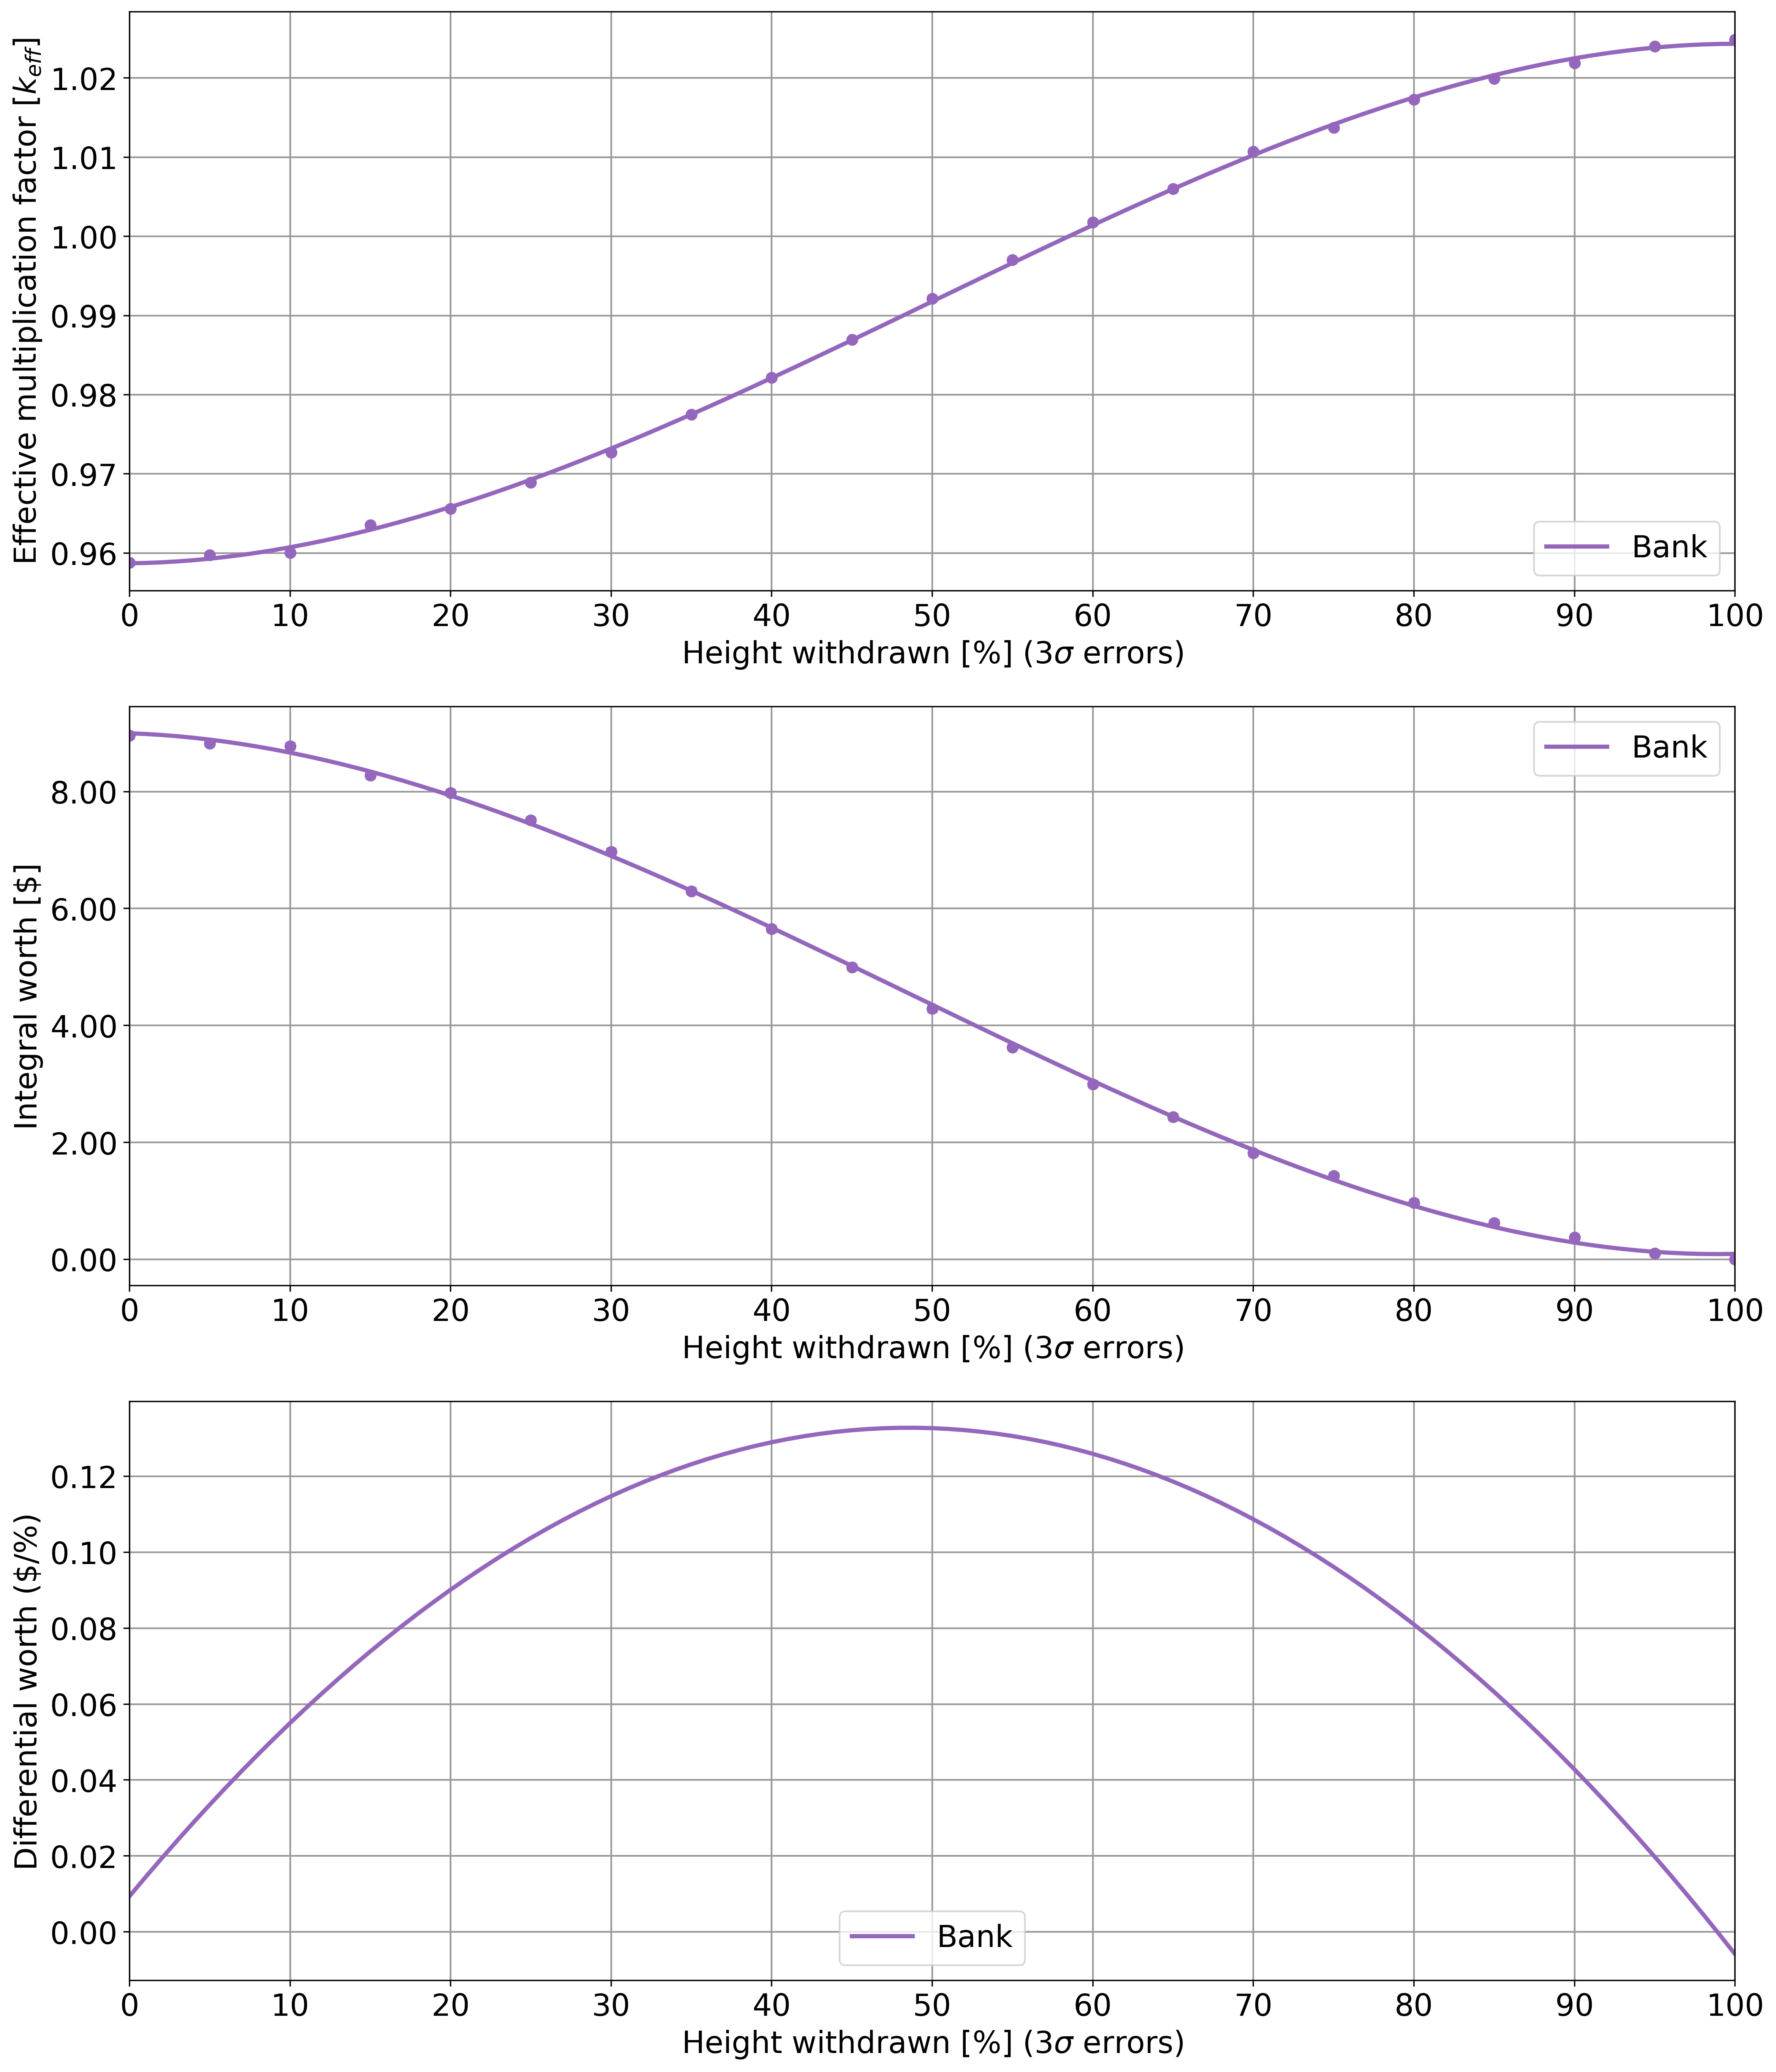 Effective multiplication factor [k_eff]
1.02
1.01
1.00
0.99
0.98
0.97
0.96
Bank
0 10 20 30 40 50 60 70 80 90 100
Height withdrawn [%] (3σ errors)
Integral worth [$]
8.00
6.00
4.00
2.00
0.00
Bank
0 10 20 30 40 50 60 70 80 90 100
Height withdrawn [%] (3σ errors)
Differential worth ($/%)
0.12
0.10
0.08
0.06
0.04
0.02
0.00
Bank
0 10 20 30 40 50 60 70 80 90 100
Height withdrawn [%] (3σ errors)